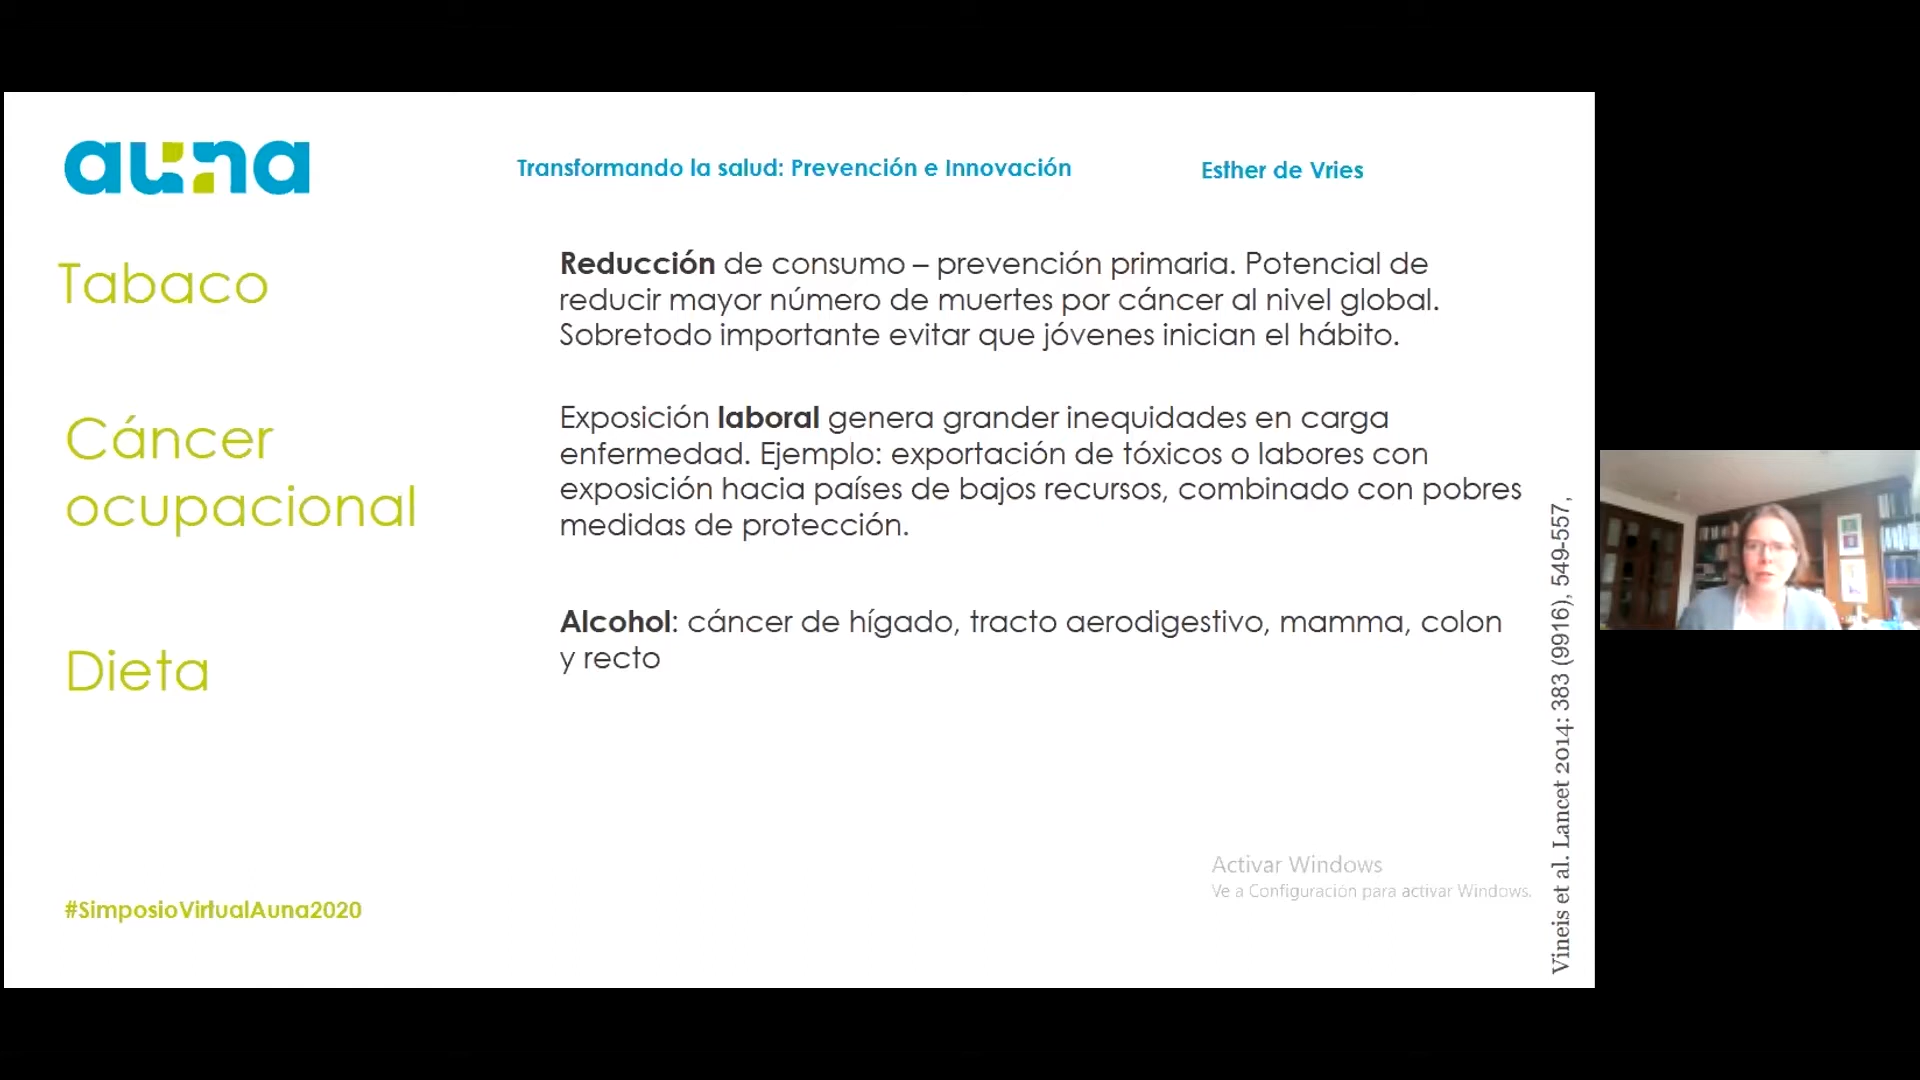 auna
Transformando la salud: Prevención e Innovación
Esther de Vries
Tabaco
Reducción de consumo – prevención primaria. Potencial de
reducir mayor número de muertes por cáncer al nivel global.
Sobretodo importante evitar que jóvenes inician el hábito.
Cáncer
ocupacional
Exposición laboral genera grander inequidades en carga
enfermedad. Ejemplo: exportación de tóxicos o labores con
exposición hacia países de bajos recursos, combinado con pobres
medidas de protección.
Dieta
Alcohol: cáncer de hígado, tracto aerodigestivo, mamma, colon
y recto
Vineis et al. Lancet 2014: 383 (9916), 549-557,
Activar Windows
Ve a Configuración para activar Windows.
#SimposioVirtualAuna2020